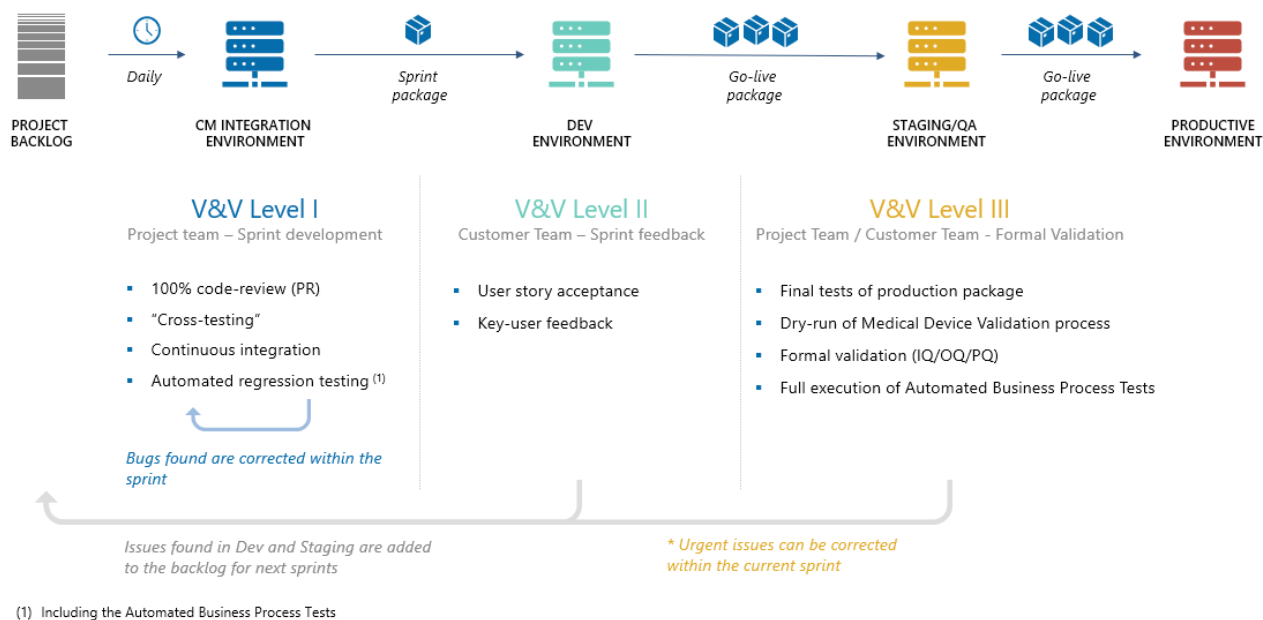 Daily
Sprint
package
Go-live
package
Go-live
package
PROJECT
BACKLOG
CM INTEGRATION
ENVIRONMENT
DEV
ENVIRONMENT
STAGING/QA
ENVIRONMENT
PRODUCTIVE
ENVIRONMENT
V&V Level I
Project team – Sprint development
▪ 100% code-review (PR)
▪ “Cross-testing”
▪ Continuous integration
▪ Automated regression testing (1)
Bugs found are corrected within the
sprint
V&V Level II
Customer Team – Sprint feedback
▪ User story acceptance
▪ Key-user feedback
V&V Level III
Project Team / Customer Team - Formal Validation
▪ Final tests of production package
▪ Dry-run of Medical Device Validation process
▪ Formal validation (IQ/OQ/PQ)
▪ Full execution of Automated Business Process Tests
Issues found in Dev and Staging are added
to the backlog for next sprints
* Urgent issues can be corrected
within the current sprint
(1) Including the Automated Business Process Tests